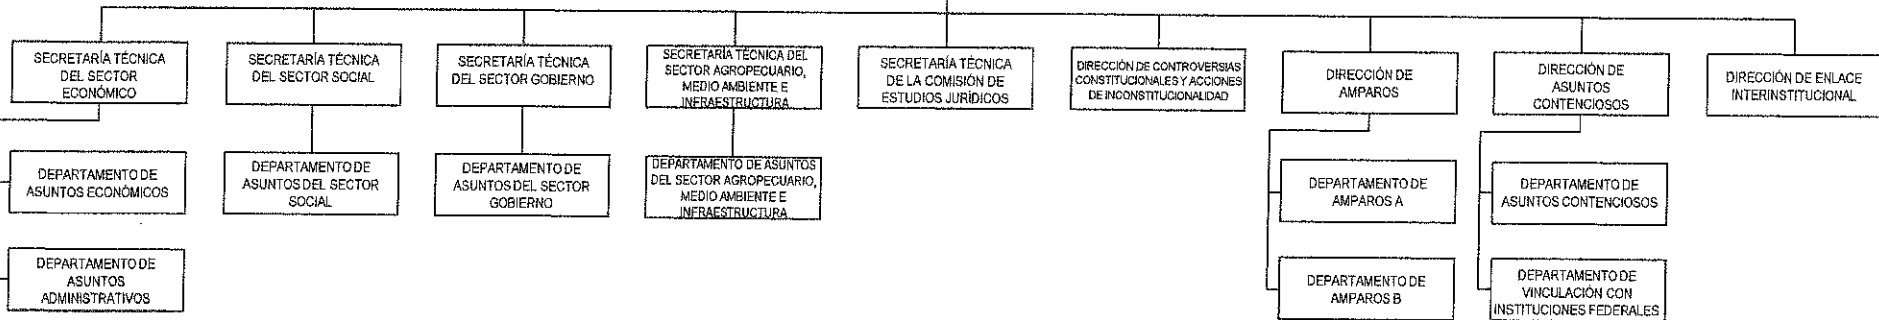 SECRETARÍA TÉCNICA
DEL SECTOR
ECONÓMICO
SECRETARÍA TÉCNICA
DEL SECTOR SOCIAL
SECRETARÍA TÉCNICA
DEL SECTOR GOBIERNO
SECRETARÍA TÉCNICA DEL
SECTOR AGROPECUARIO,
MEDIO AMBIENTE E
INFRAESTRUCTURA
SECRETARÍA TÉCNICA
DE LA COMISIÓN DE
ESTUDIOS JURÍDICOS
DIRECCIÓN DE CONTROVERSIAS
CONSTITUCIONALES Y ACCIONES
DE INCONSTITUCIONALIDAD
DIRECCIÓN DE
AMPAROS
DIRECCIÓN DE
ASUNTOS
CONTENCIOSOS
DIRECCIÓN DE ENLACE
INTERINSTITUCIONAL
DEPARTAMENTO DE
ASUNTOS ECONÓMICOS
DEPARTAMENTO DE
ASUNTOS DEL SECTOR
SOCIAL
DEPARTAMENTO DE
ASUNTOS DEL SECTOR
GOBIERNO
DEPARTAMENTO DE ASUNTOS
DEL SECTOR AGROPECUARIO,
MEDIO AMBIENTE E
INFRAESTRUCTURA
DEPARTAMENTO DE
AMPAROS A
DEPARTAMENTO DE
ASUNTOS CONTENCIOSOS
DEPARTAMENTO DE
ASUNTOS
ADMINISTRATIVOS
DEPARTAMENTO DE
AMPAROS B
DEPARTAMENTO DE
VINCULACIÓN CON
INSTITUCIONES FEDERALES